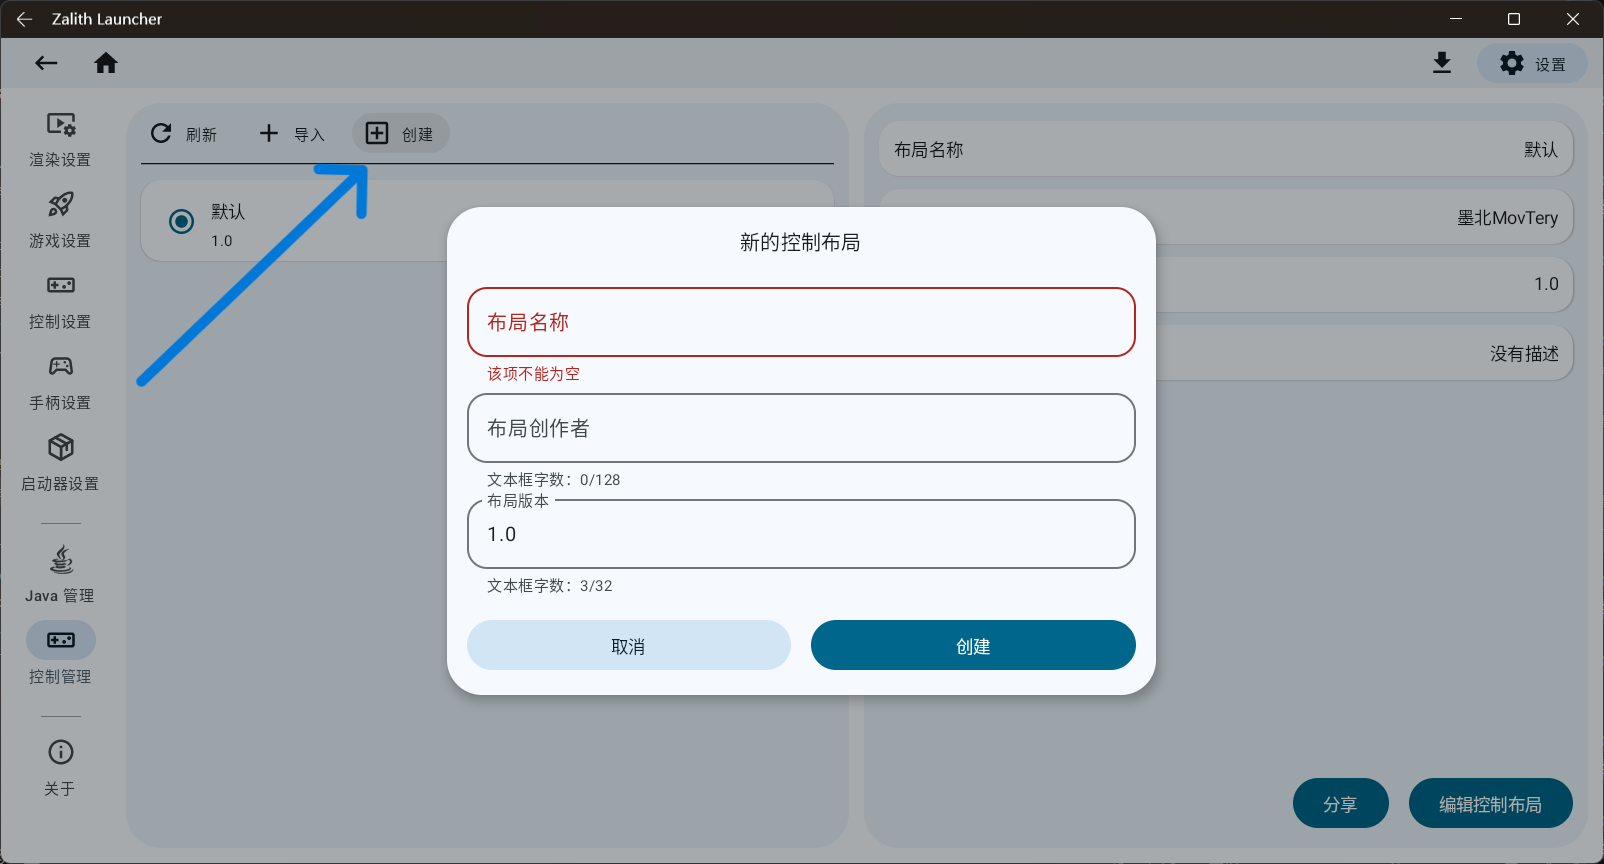 Zalith Launcher
设置
渲染设置
游戏设置
控制设置
手柄设置
启动器设置
Java 管理
控制管理
关于
刷新
导入
创建
默认
1.0
布局名称
默认
墨北MovTery
1.0
没有描述
分享
编辑控制布局
新的控制布局
布局名称
该项不能为空
布局创作者
文本框字数：0/128
布局版本
1.0
文本框字数：3/32
取消
创建